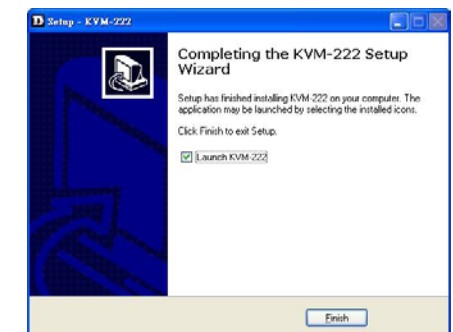 D Setup - KVM-222
Completing the KVM-222 Setup
Wizard
Setup has finished installing KVM-222 on your computer. The
application may be launched by selecting the installed icons.
Click Finish to exit Setup.
Launch KVM-222
Finish